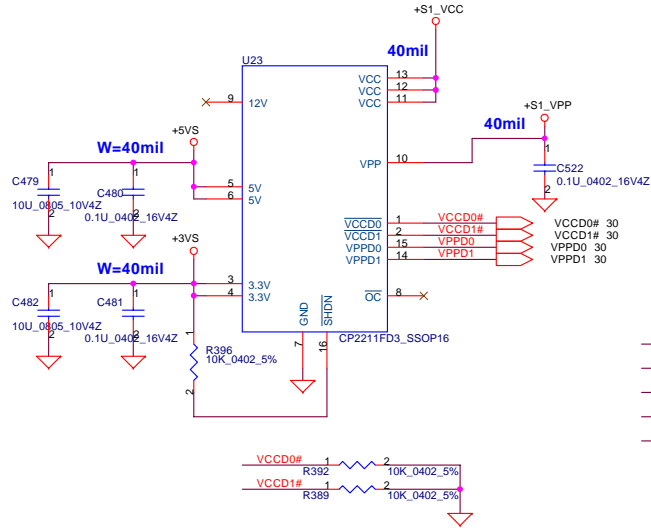 +S1_VCC
40mil
U23
VCC 13
VCC 12
VCC 11
9 12V
+S1_VPP
40mil
+5VS
W=40mil
VPP 10
1
C522
0.1U_0402_16V4Z
2
1
C479
10U_0805_10V4Z
2
1
C480
0.1U_0402_16V4Z
2
5 5V
6 5V
VCCD0 1 VCCD0# VCCD0# 30
VCCD1 2 VCCD1# VCCD1# 30
VPPD0 15 VPPD0 VPPD0 30
VPPD1 14 VPPD1 VPPD1 30
+3VS
W=40mil
3 3.3V
4 3.3V
OC 8
1
C482
10U_0805_10V4Z
2
1
C481
0.1U_0402_16V4Z
2
GND
SHDN
7
16
CP2211FD3_SSOP16
1
R396
10K_0402_5%
2
VCCD0# 1 2
R392 10K_0402_5%
VCCD1# 1 2
R389 10K_0402_5%